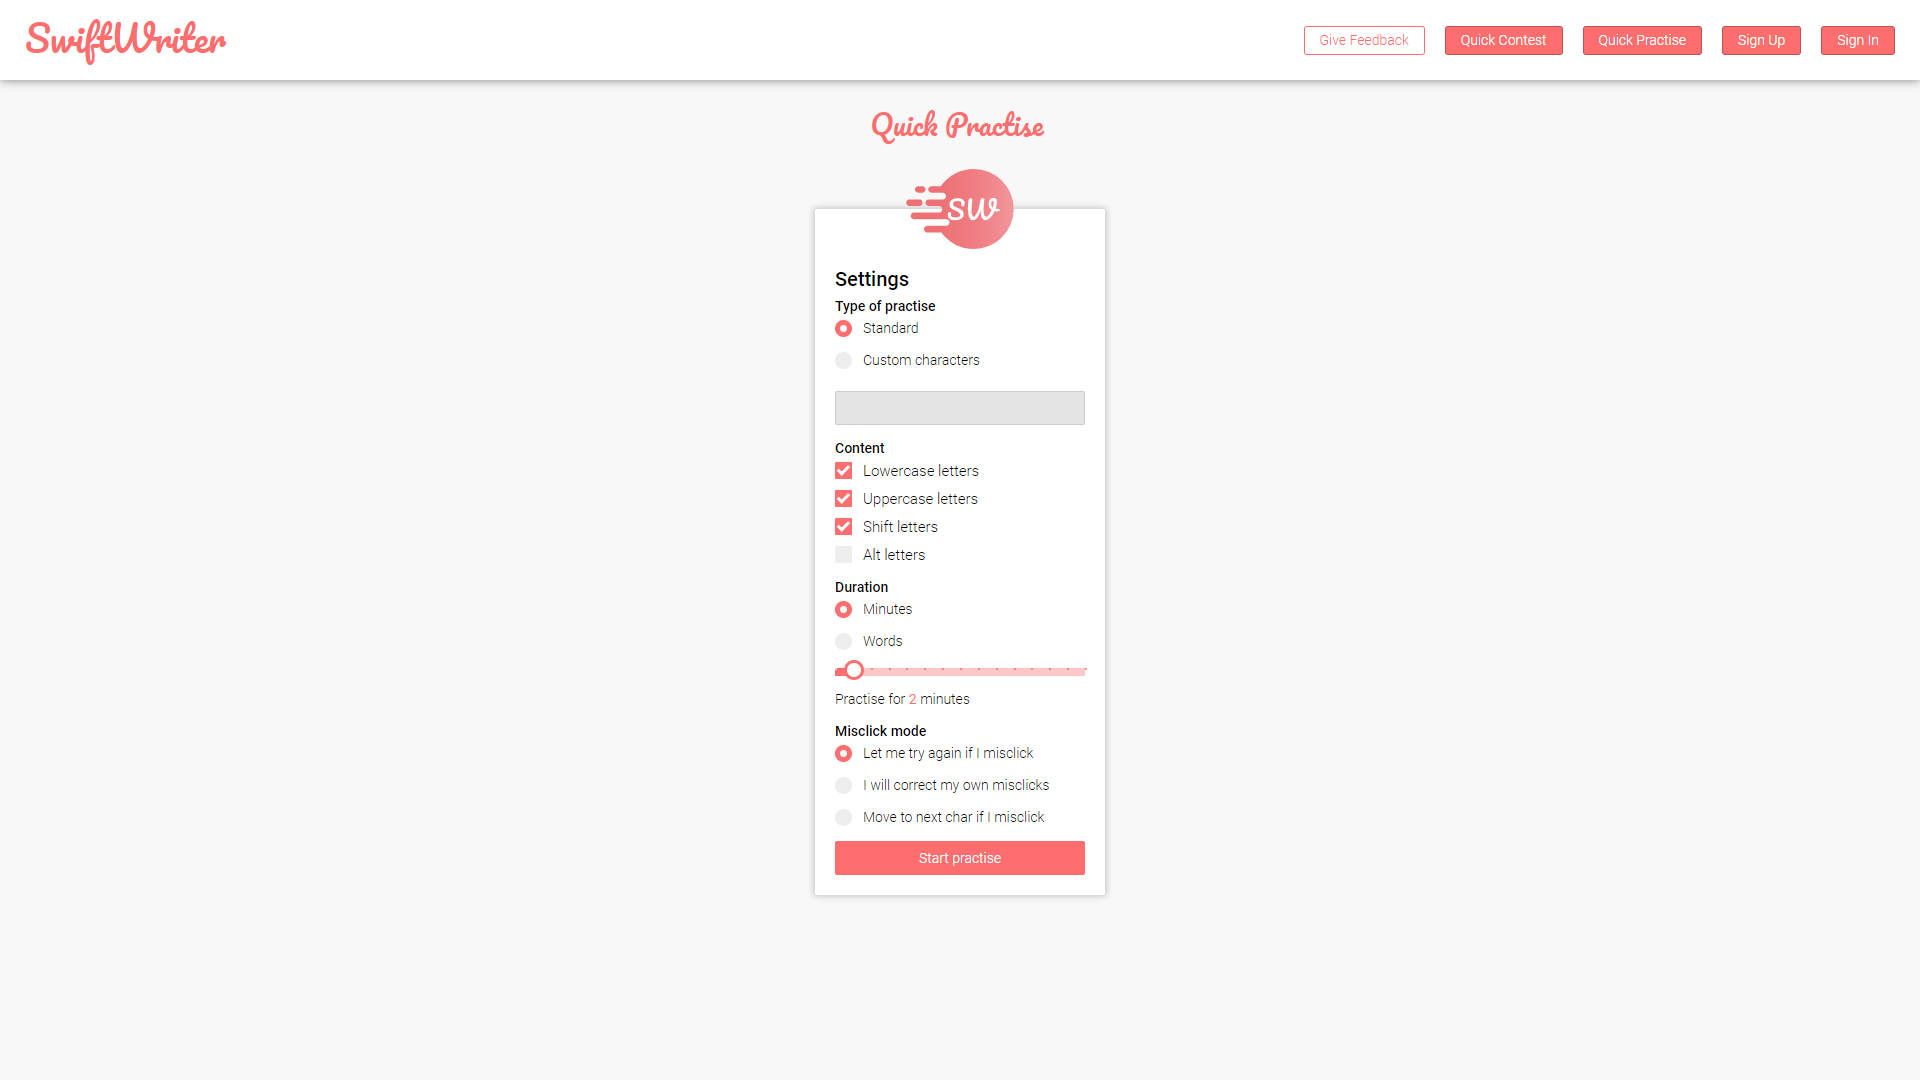 SwiftWriter
Give Feedback
Quick Contest
Quick Practise
Sign Up
Sign In
Quick Practise
SW
Settings
Type of practise
Standard
Custom characters
Content
Lowercase letters
Uppercase letters
Shift letters
Alt letters
Duration
Minutes
Words
Practise for 2 minutes
Misclick mode
Let me try again if I misclick
I will correct my own misclicks
Move to next char if I misclick
Start practise